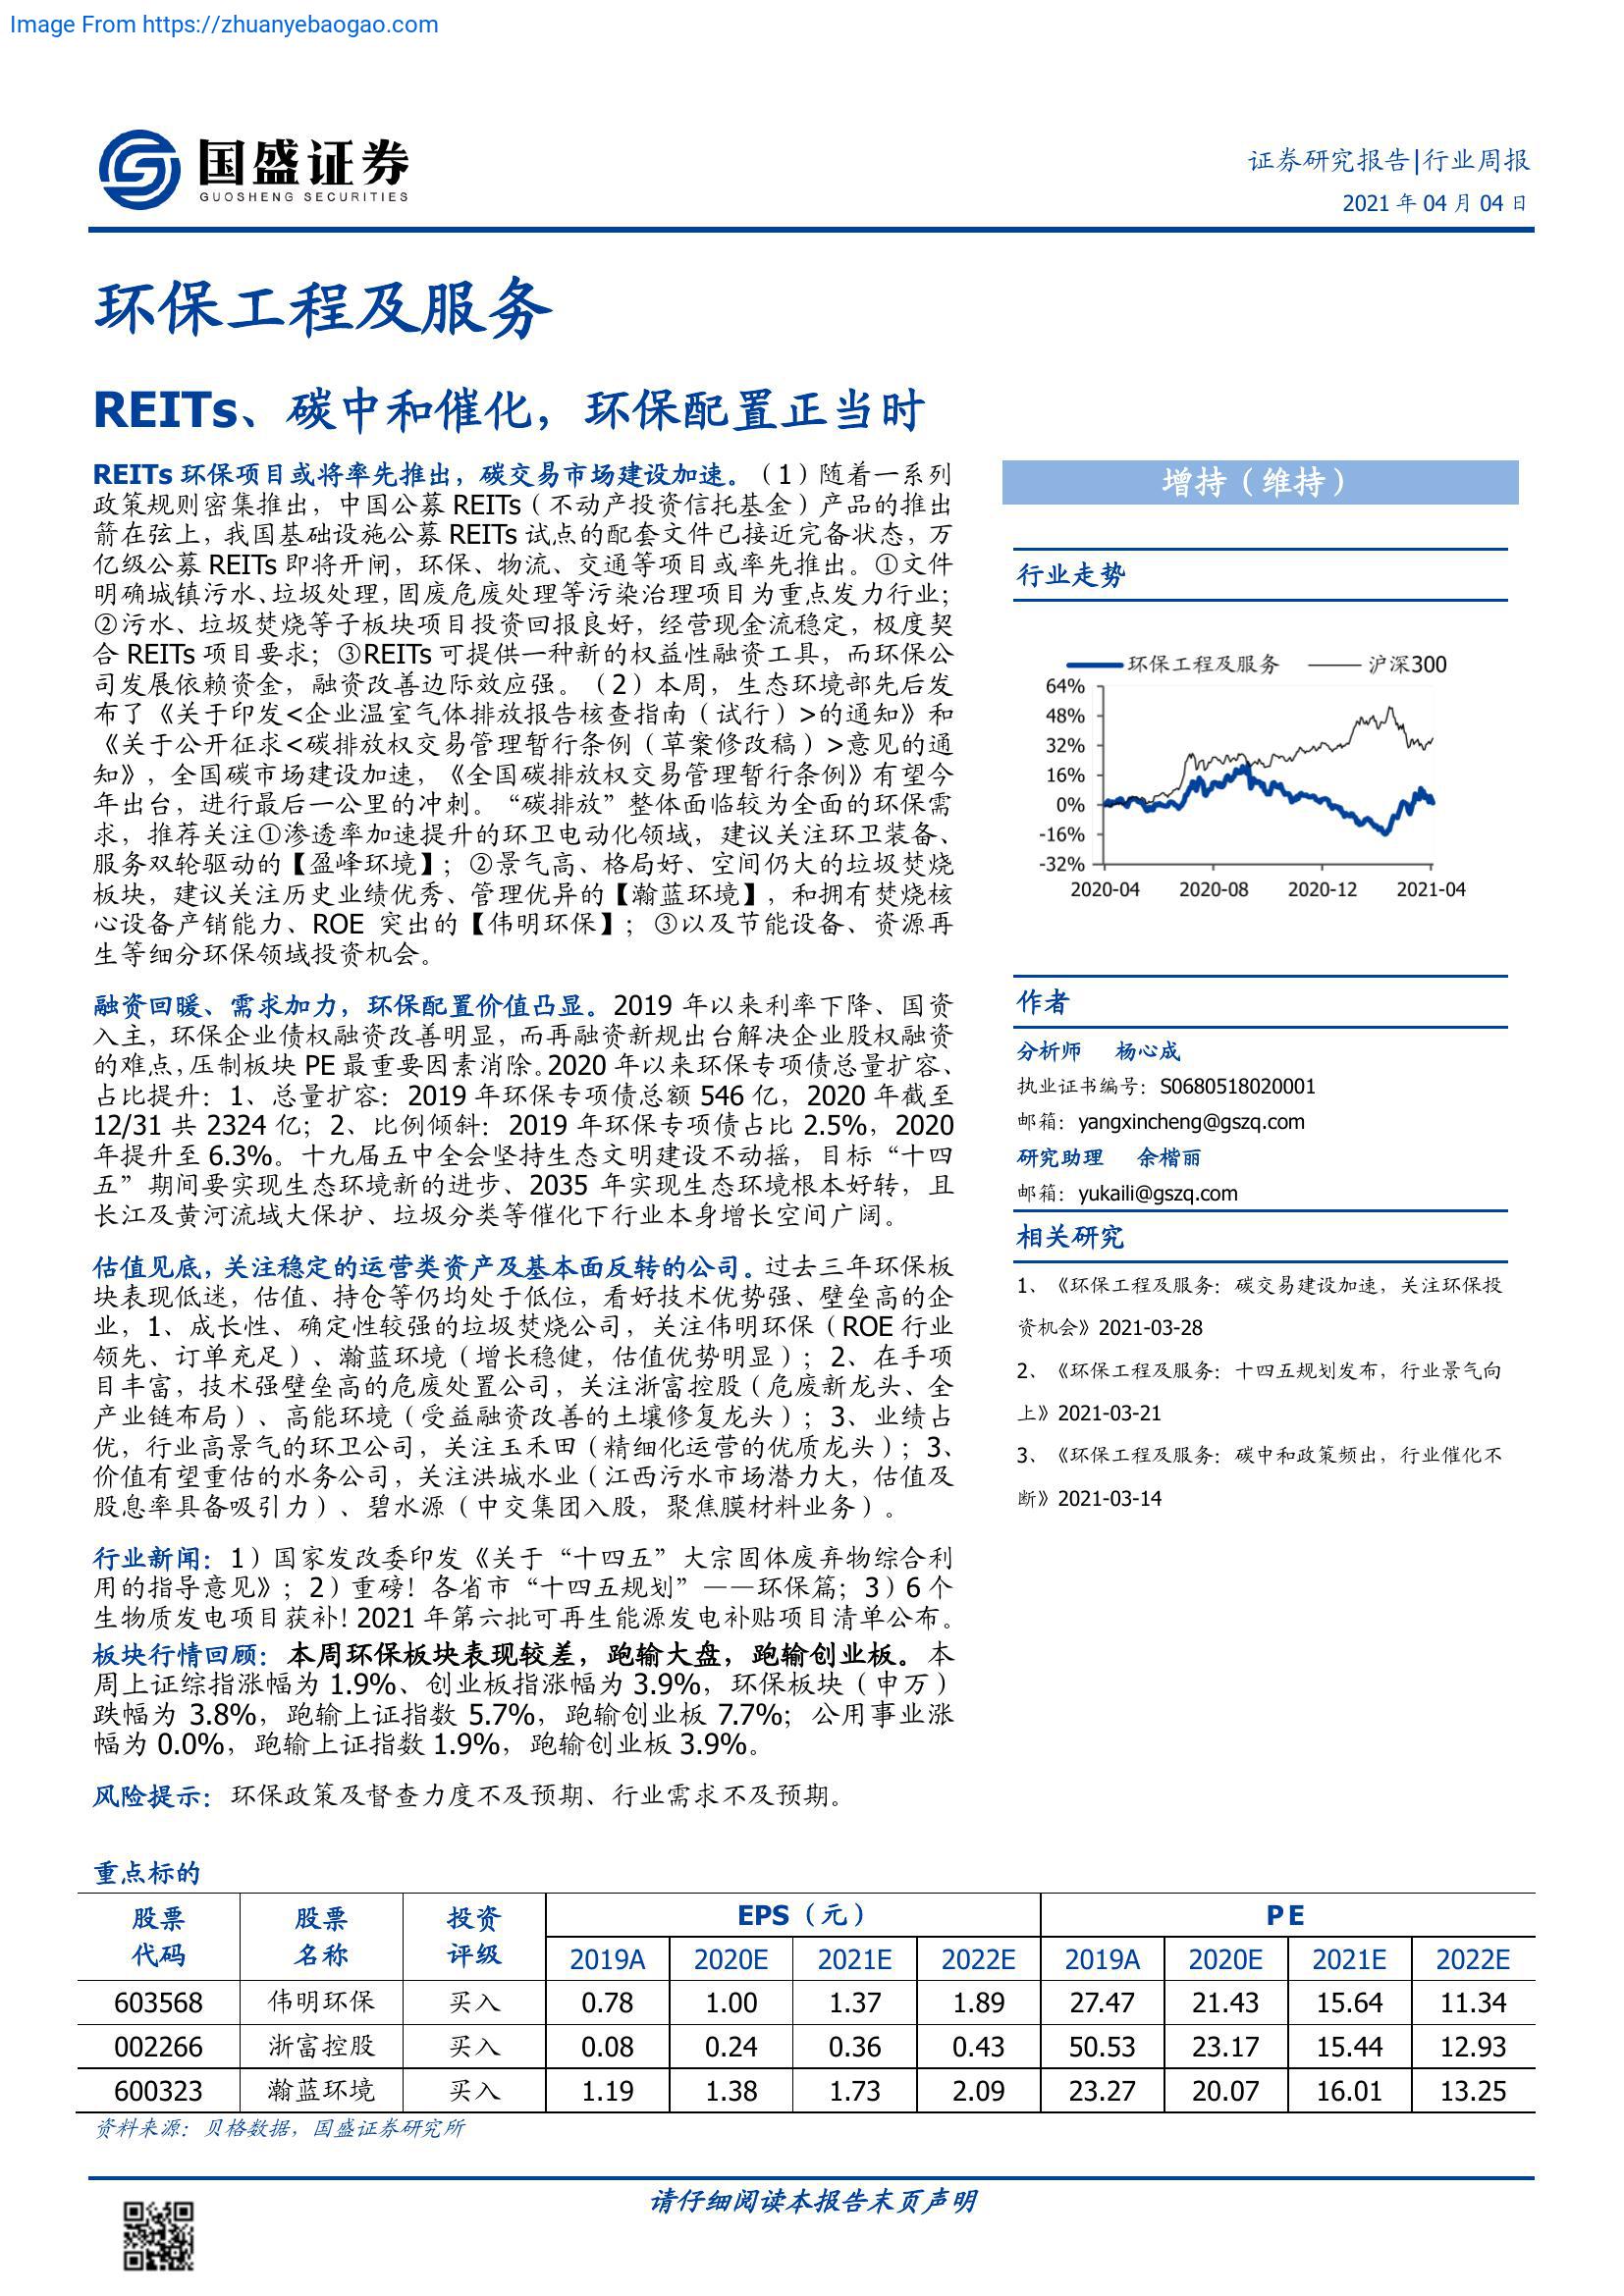 Image From https://zhuanyebaogao.com
国盛证券
GUOSHENG SECURITIES
证券研究报告|行业周报
2021 年 04 月 04 日
环保工程及服务
REITs、碳中和催化，环保配置正当时
REITs 环保项目或将率先推出，碳交易市场建设加速。（1）随着一系列
政策规则密集推出，中国公募 REITs（不动产投资信托基金）产品的推出
箭在弦上，我国基础设施公募 REITs 试点的配套文件已接近完备状态，万
亿级公募 REITs 即将开闸，环保、物流、交通等项目或率先推出。①文件
明确城镇污水、垃圾处理，固废危废处理等污染治理项目为重点发力行业；
②污水、垃圾焚烧等子板块项目投资回报良好，经营现金流稳定，极度契
合 REITs 项目要求；③REITs 可提供一种新的权益性融资工具，而环保公
司发展依赖资金，融资改善边际效应强。（2）本周，生态环境部先后发
布了《关于印发<企业温室气体排放报告核查指南（试行）>的通知》和
《关于公开征求<碳排放权交易管理暂行条例（草案修改稿）>意见的通
知》，全国碳市场建设加速，《全国碳排放权交易管理暂行条例》有望今
年出台，进行最后一公里的冲刺。“碳排放”整体面临较为全面的环保需
求，推荐关注①渗透率加速提升的环卫电动化领域，建议关注环卫装备、
服务双轮驱动的【盈峰环境】；②景气高、格局好、空间仍大的垃圾焚烧
板块，建议关注历史业绩优秀、管理优异的【瀚蓝环境】，和拥有焚烧核
心设备产销能力、ROE 突出的【伟明环保】；③以及节能设备、资源再
生等细分环保领域投资机会。
融资回暖、需求加力，环保配置价值凸显。2019 年以来利率下降、国资
入主，环保企业债权融资改善明显，而再融资新规出台解决企业股权融资
的难点，压制板块 PE 最重要因素消除。2020 年以来环保专项债总量扩容、
占比提升：1、总量扩容：2019 年环保专项债总额 546 亿，2020 年截至
12/31 共 2324 亿；2、比例倾斜：2019 年环保专项债占比 2.5%，2020
年提升至 6.3%。十九届五中全会坚持生态文明建设不动摇，目标“十四
五”期间要实现生态环境新的进步、2035 年实现生态环境根本好转，且
长江及黄河流域大保护、垃圾分类等催化下行业本身增长空间广阔。
估值见底，关注稳定的运营类资产及基本面反转的公司。过去三年环保板
块表现低迷，估值、持仓等仍均处于低位，看好技术优势强、壁垒高的企
业，1、成长性、确定性较强的垃圾焚烧公司，关注伟明环保（ROE 行业
领先、订单充足）、瀚蓝环境（增长稳健，估值优势明显）；2、在手项
目丰富，技术强壁垒高的危废处置公司，关注浙富控股（危废新龙头、全
产业链布局）、高能环境（受益融资改善的土壤修复龙头）；3、业绩占
优，行业高景气的环卫公司，关注玉禾田（精细化运营的优质龙头）；3、
价值有望重估的水务公司，关注洪城水业（江西污水市场潜力大，估值及
股息率具备吸引力）、碧水源（中交集团入股，聚焦膜材料业务）。
行业新闻：1）国家发改委印发《关于“十四五”大宗固体废弃物综合利
用的指导意见》；2）重磅！各省市“十四五规划”——环保篇；3）6 个
生物质发电项目获补！2021 年第六批可再生能源发电补贴项目清单公布。
板块行情回顾：本周环保板块表现较差，跑输大盘，跑输创业板。本
周上证综指涨幅为 1.9%、创业板指涨幅为 3.9%，环保板块（申万）
跌幅为 3.8%，跑输上证指数 5.7%，跑输创业板 7.7%；公用事业涨
幅为 0.0%，跑输上证指数 1.9%，跑输创业板 3.9%。
风险提示：环保政策及督查力度不及预期、行业需求不及预期。
增持（维持）
行业走势
环保工程及服务 沪深300
64%
48%
32%
16%
0%
-16%
-32%
2020-04 2020-08 2020-12 2021-04
作者
分析师 杨心成
执业证书编号：S0680518020001
邮箱：yangxincheng@gszq.com
研究助理 余楷丽
邮箱：yukaili@gszq.com
相关研究
1、《环保工程及服务：碳交易建设加速，关注环保投
资机会》2021-03-28
2、《环保工程及服务：十四五规划发布，行业景气向
上》2021-03-21
3、《环保工程及服务：碳中和政策频出，行业催化不
断》2021-03-14
重点标的
股票 股票 投资 EPS（元） PE
代码 名称 评级 2019A 2020E 2021E 2022E 2019A 2020E 2021E 2022E
603568 伟明环保 买入 0.78 1.00 1.37 1.89 27.47 21.43 15.64 11.34
002266 浙富控股 买入 0.08 0.24 0.36 0.43 50.53 23.17 15.44 12.93
600323 瀚蓝环境 买入 1.19 1.38 1.73 2.09 23.27 20.07 16.01 13.25
资料来源：贝格数据，国盛证券研究所
请仔细阅读本报告末页声明